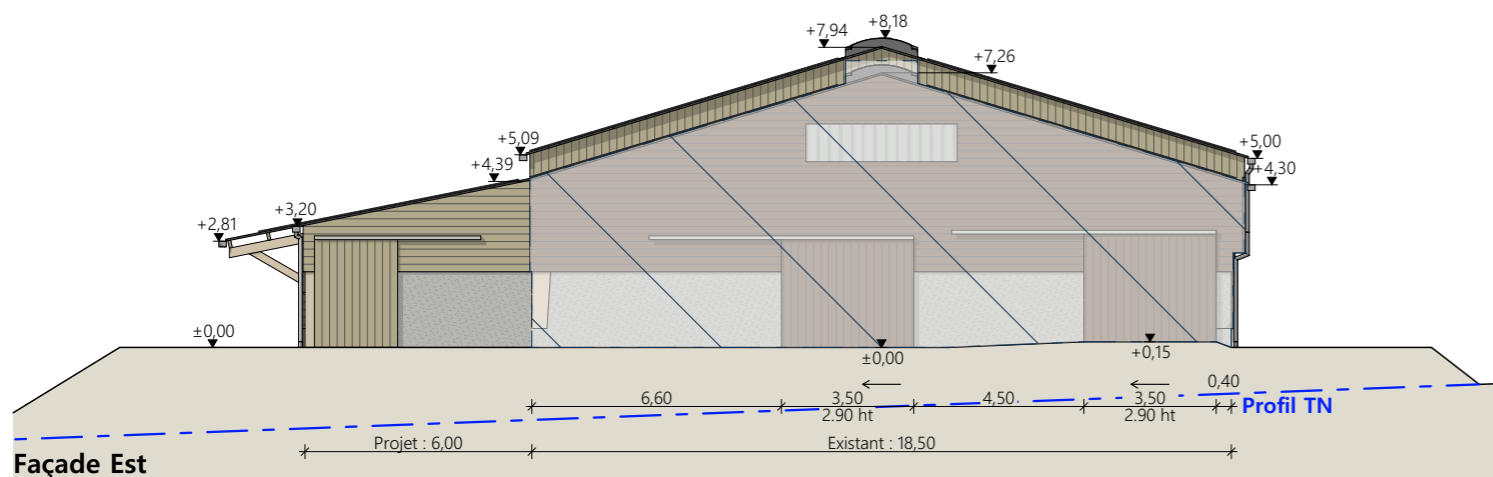 +8,18
+7,94
+7,26
+5,09
+5,00
+4,39
+4,30
+3,20
+2,81
±0,00
±0,00
+0,15
0,40
6,60
3,50
4,50
3,50
2.90 ht
2.90 ht
Profil TN
Projet : 6,00
Existant : 18,50
Façade Est